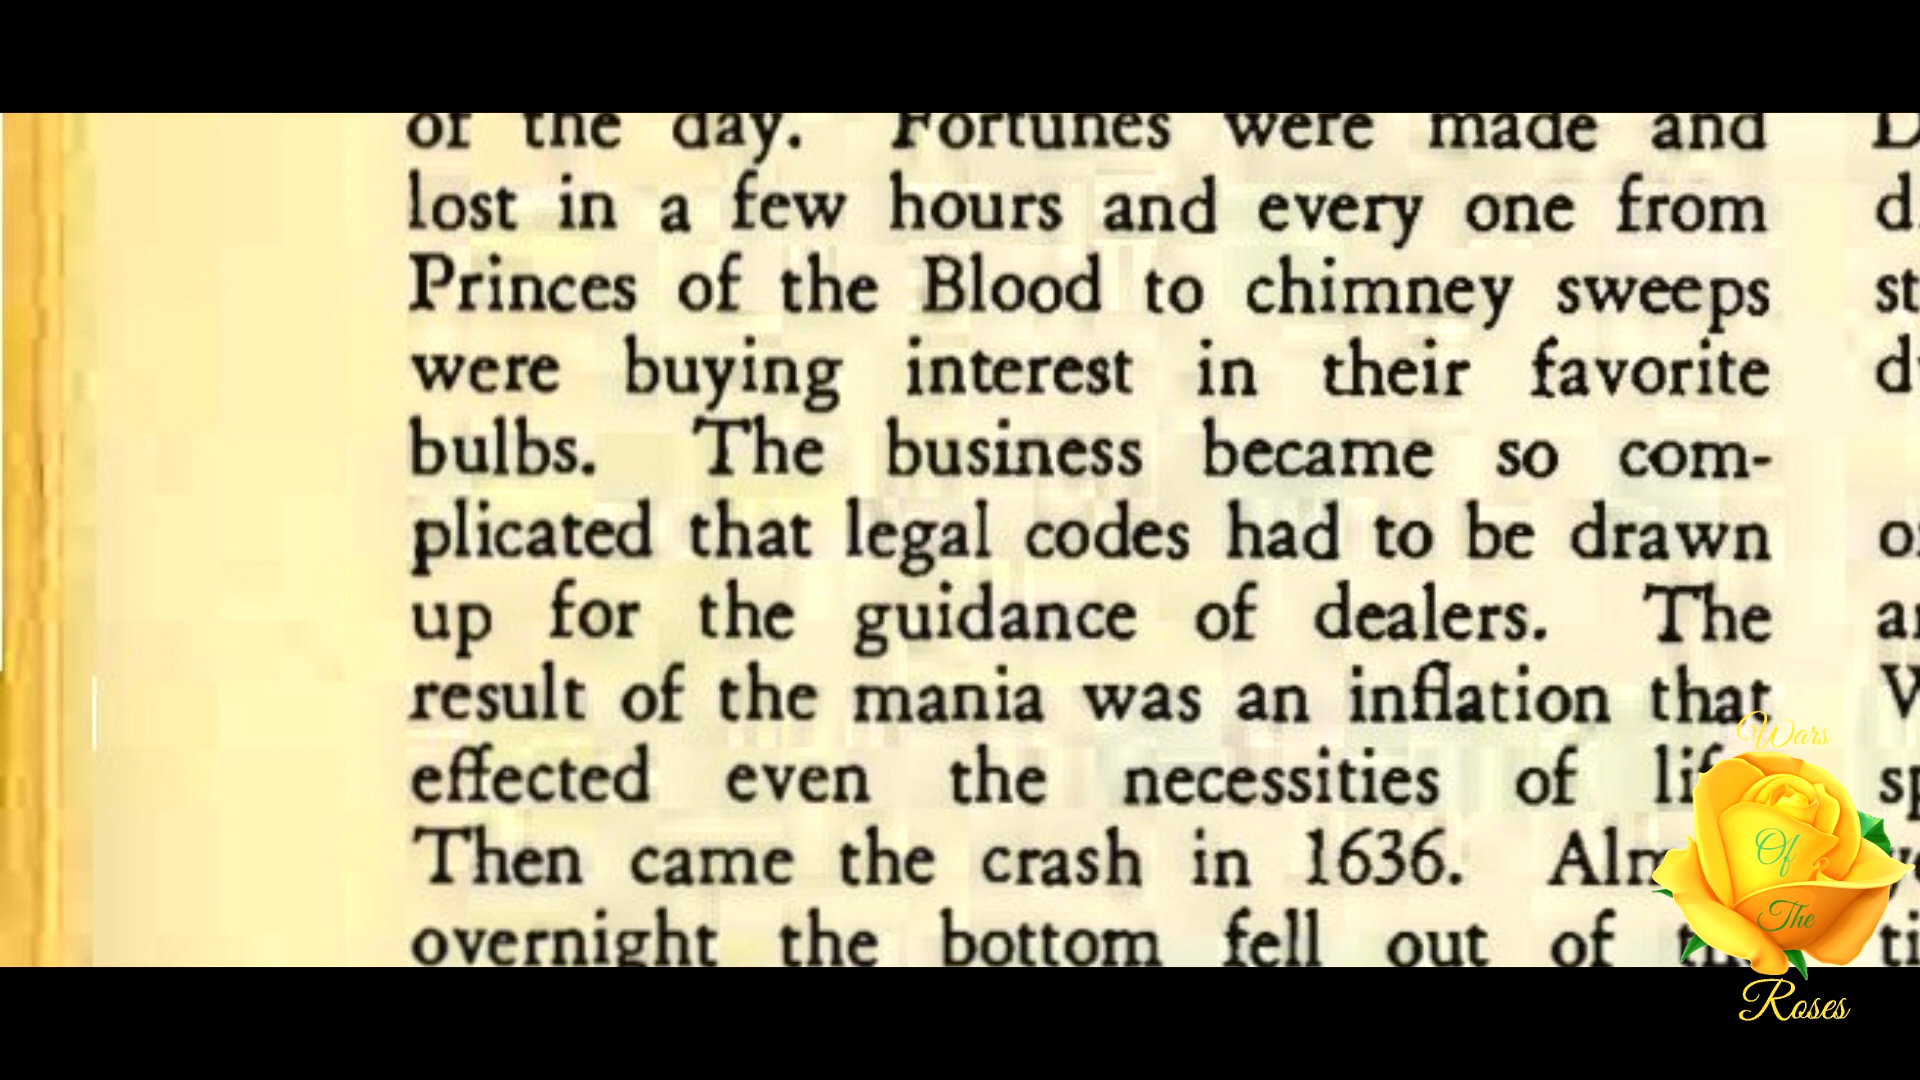 of the day. Fortunes were made and
lost in a few hours and every one from
Princes of the Blood to chimney sweeps
were buying interest in their favorite
bulbs. The business became so com-
plicated that legal codes had to be drawn
up for the guidance of dealers. The
result of the mania was an inflation that
effected even the necessities of
Then came the crash in 1636.
overnight the bottom fell out of
Wars
Of
The
Roses